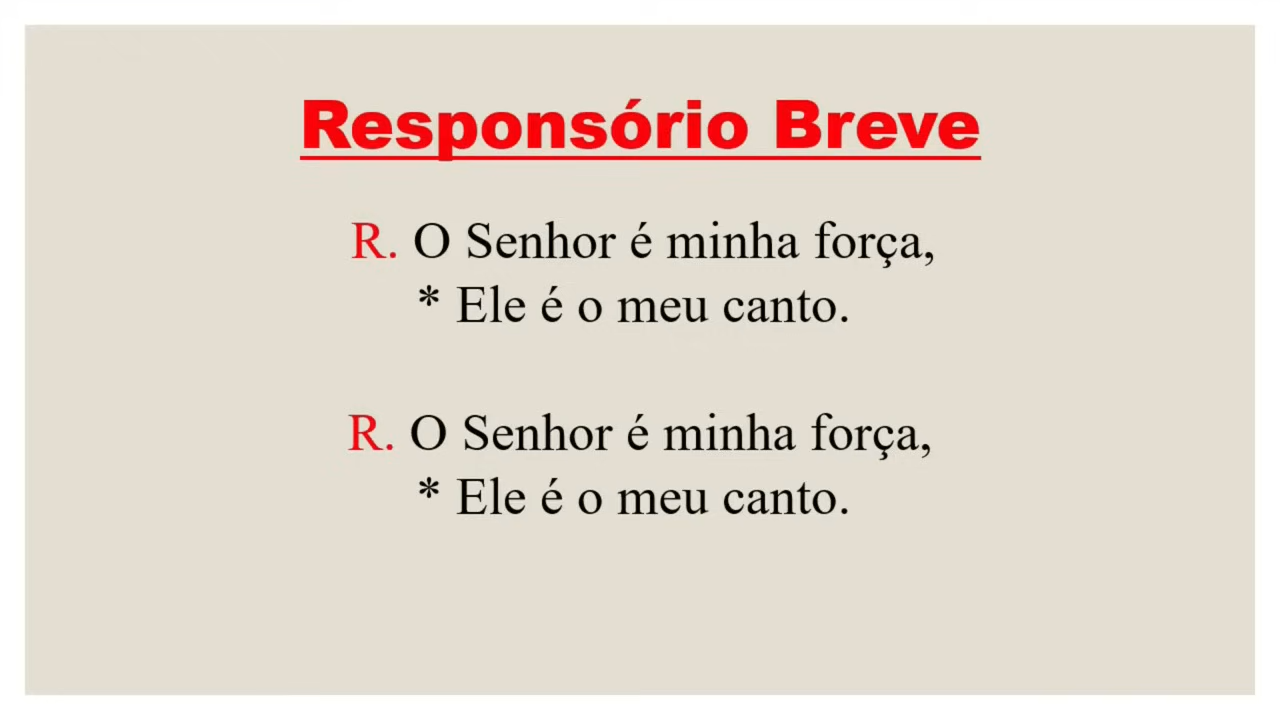 Responsório Breve
R. O Senhor é minha força,
* Ele é o meu canto.
R. O Senhor é minha força,
* Ele é o meu canto.